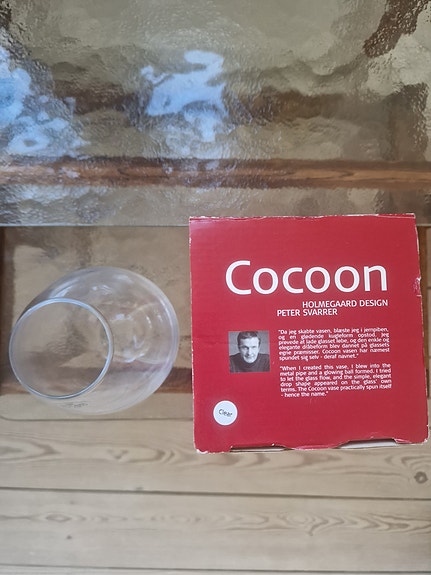 Cocoon
HOLMEGAARD DESIGN
PETER SVARRER
"Da jeg skabte vasen, blæste jeg i jernpiben,
og en glødende kugleform opstod. Jeg
prøvede at lade glasset løbe, og den enkle og
elegante dråbeform blev dannet på glassets
egne præmisser. Cocoon vasen har nærmest
spundet sig selv - deraf navnet."
"When I created this vase, I blew into the
metal pipe and a glowing ball formed. I tried
to let the glass flow, and the simple, elegant
drop shape appeared on the glass' own
terms. The Cocoon vase practically spun itself
- hence the name."
Clear